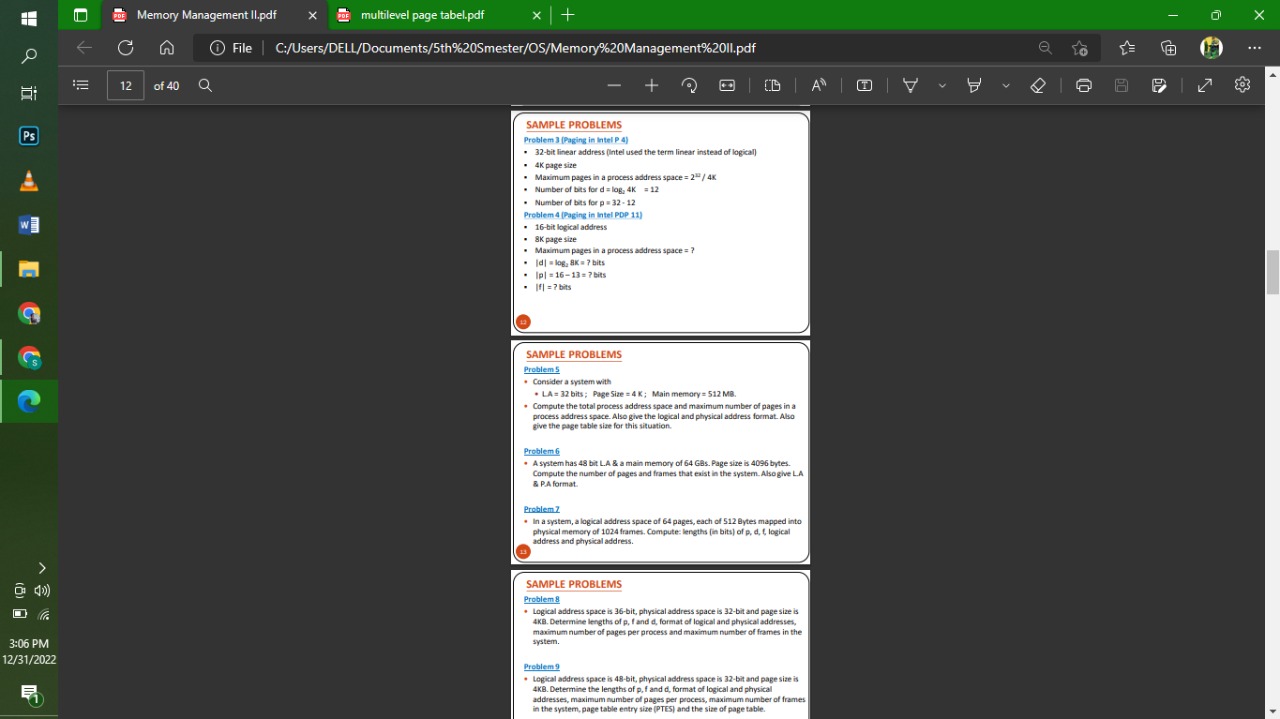 Memory Management II.pdf
multilevel page tabel.pdf
File
C:/Users/DELL/Documents/5th%20Smester/OS/Memory%20Management%20II.pdf
12 of 40
SAMPLE PROBLEMS
Problem 3 (Paging in Intel P 4)
• 32-bit linear address (Intel used the term linear instead of logical)
• 4K page size
• Maximum pages in a process address space = 2³² / 4K
• Number of bits for d = log₂ 4K = 12
• Number of bits for p = 32 - 12
Problem 4 (Paging in Intel PDP 11)
• 16-bit logical address
• 8K page size
• Maximum pages in a process address space = ?
• |d| = log₂ 8K = ? bits
• |p| = 16 – 13 = ? bits
• |f| = ? bits
SAMPLE PROBLEMS
Problem 5
• Consider a system with
• L.A = 32 bits ; Page Size = 4 K ; Main memory = 512 MB.
• Compute the total process address space and maximum number of pages in a
process address space. Also give the logical and physical address format. Also
give the page table size for this situation.
Problem 6
• A system has 48 bit L.A & a main memory of 64 GBs. Page size is 4096 bytes.
Compute the number of pages and frames that exist in the system. Also give L.A
& P.A format.
Problem 7
• In a system, a logical address space of 64 pages, each of 512 Bytes mapped into
physical memory of 1024 frames. Compute: lengths (in bits) of p, d, f, logical
address and physical address.
13
SAMPLE PROBLEMS
Problem 8
• Logical address space is 36-bit, physical address space is 32-bit and page size is
4KB. Determine lengths of p, f and d, format of logical and physical addresses,
maximum number of pages per process and maximum number of frames in the
system.
Problem 9
• Logical address space is 48-bit, physical address space is 32-bit and page size is
4KB. Determine the lengths of p, f and d, format of logical and physical
addresses, maximum number of pages per process, maximum number of frames
in the system, page table entry size (PTES) and the size of page table.
Ps
W
3:06 PM
12/31/2022
1